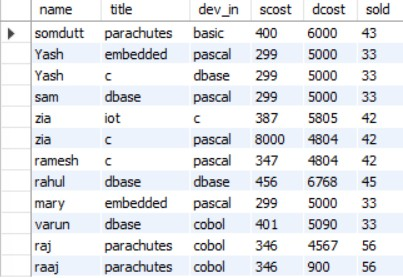 name title dev_in scost dcost sold
somdutt parachutes basic 400 6000 43
Yash embedded pascal 299 5000 33
Yash c dbase 299 5000 33
sam dbase pascal 299 5000 33
zia iot c 387 5805 42
zia c pascal 8000 4804 42
ramesh c pascal 347 4804 42
rahul dbase dbase 456 6768 45
mary embedded pascal 299 5000 33
varun dbase cobol 401 5090 33
raj parachutes cobol 346 4567 56
raaj parachutes cobol 346 900 56